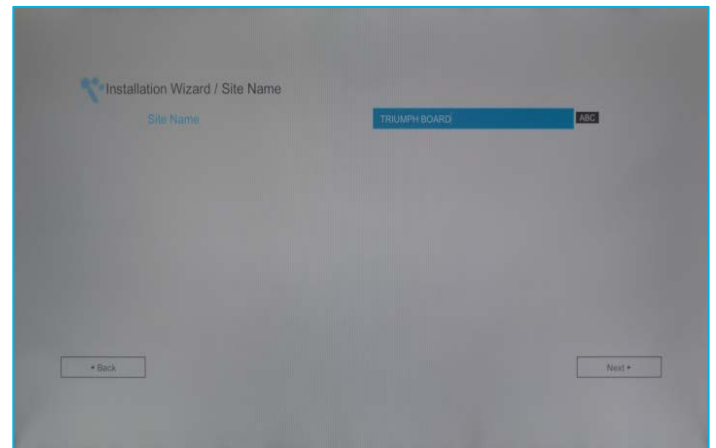 Installation Wizard / Site Name
Site Name
TRIUMPH BOARD
ABC
Back
Next